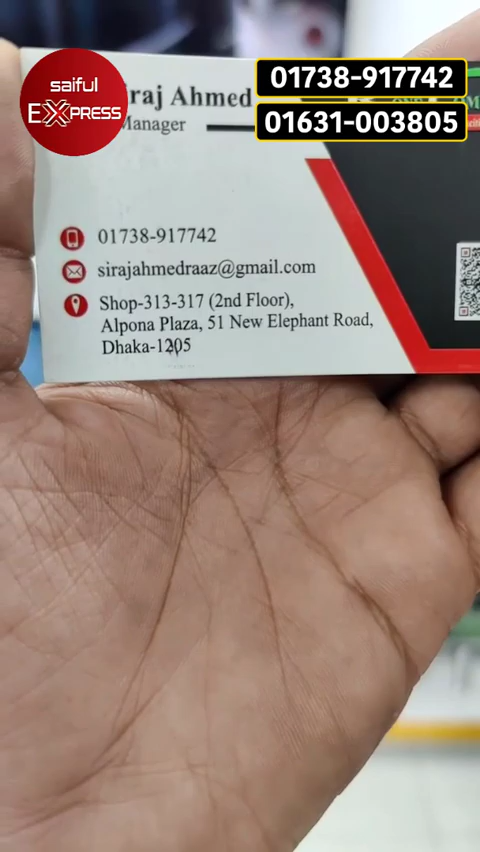 saiful
EXPRESS
01738-917742
01631-003805
iraj Ahmed
Manager
01738-917742
sirajahmedraaz@gmail.com
Shop-313-317 (2nd Floor),
Alpona Plaza, 51 New Elephant Road,
Dhaka-1205